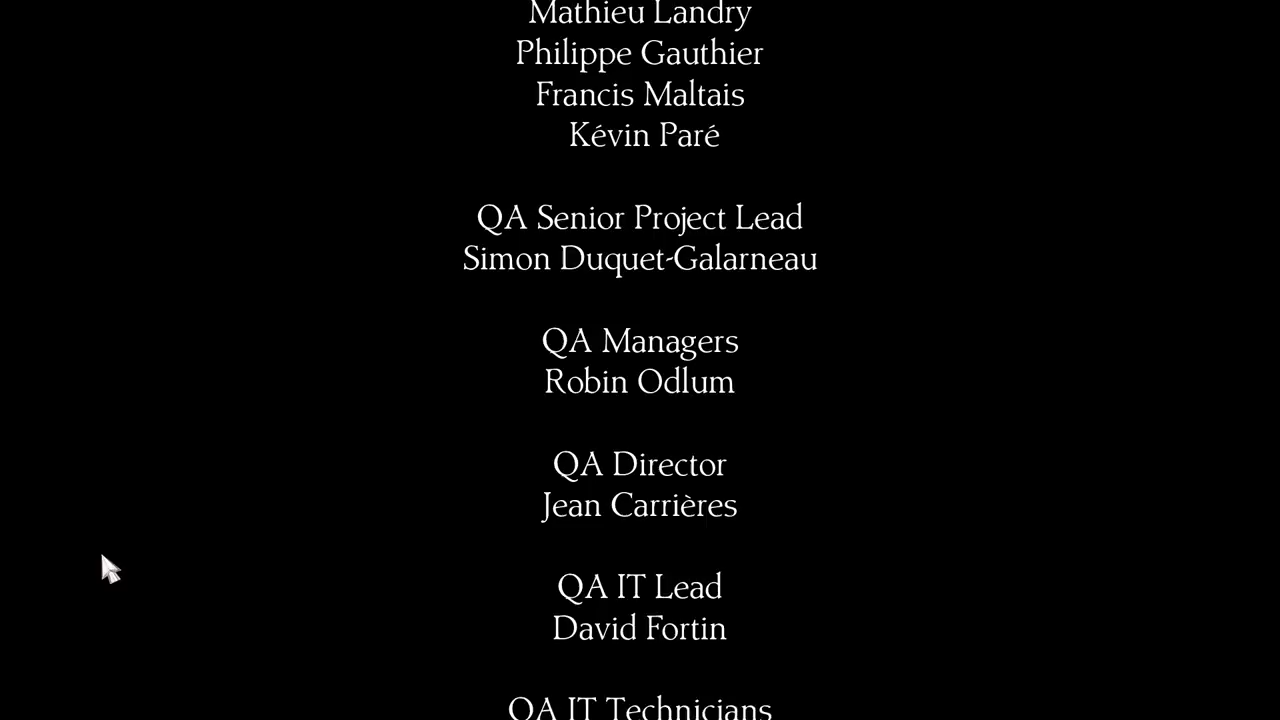 Mathieu Landry
Philippe Gauthier
Francis Maltais
Kévin Paré
QA Senior Project Lead
Simon Duquet-Galarneau
QA Managers
Robin Odlum
QA Director
Jean Carrières
QA IT Lead
David Fortin
QA IT Technicians